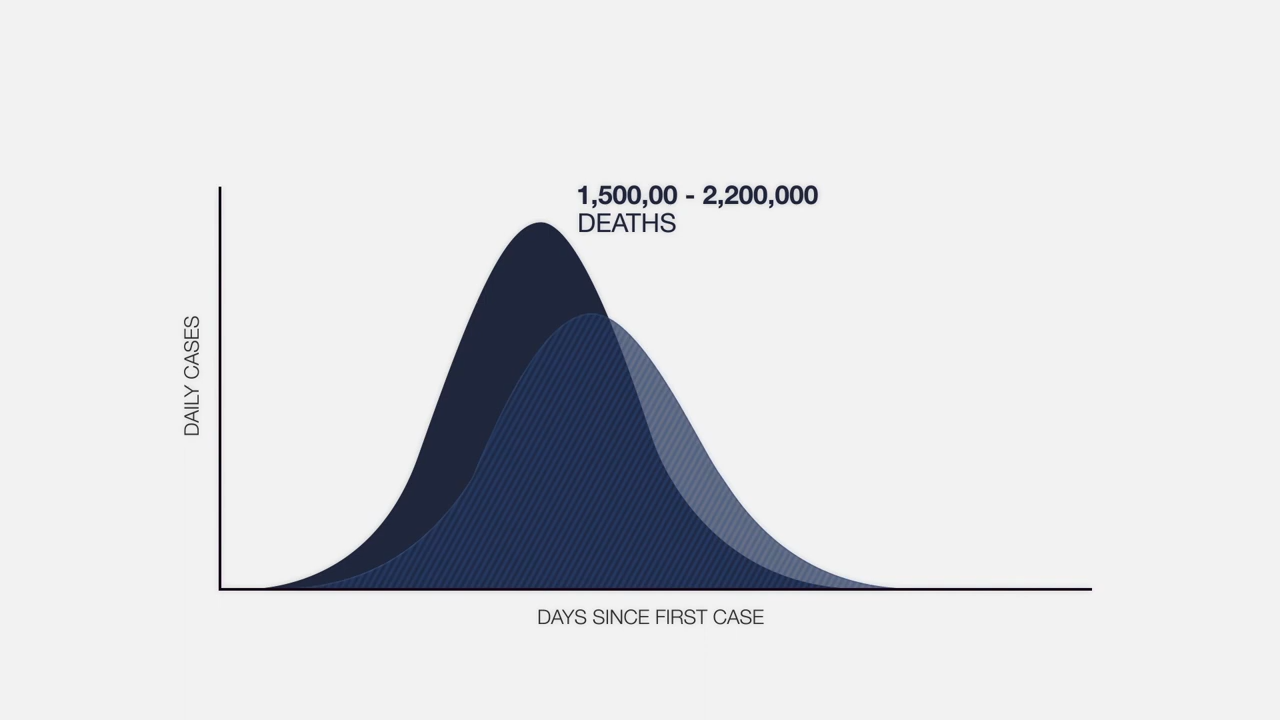 1,500,00 - 2,200,000
DEATHS
DAILY CASES
DAYS SINCE FIRST CASE